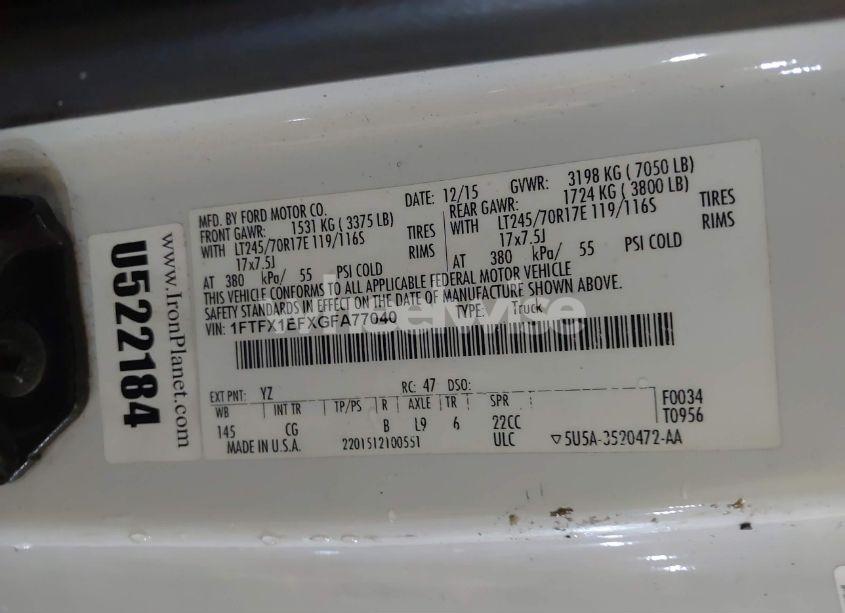 U522184
www.IronPlanet.com
MFD. BY FORD MOTOR CO.
DATE: 12/15 GVWR: 3198 KG ( 7050 LB)
FRONT GAWR: 1531 KG ( 3375 LB)
REAR GAWR: 1724 KG ( 3800 LB)
WITH LT245/70R17E 119/116S TIRES
WITH LT245/70R17E 119/116S TIRES
17x7.5J RIMS
17x7.5J RIMS
AT 380 kPa/ 55 PSI COLD
AT 380 kPa/ 55 PSI COLD
THIS VEHICLE CONFORMS TO ALL APPLICABLE FEDERAL MOTOR VEHICLE
SAFETY STANDARDS IN EFFECT ON THE DATE OF MANUFACTURE SHOWN ABOVE.
VIN: 1FTFX1EFXGFA77040 TYPE: Truck
EXT PNT: YZ RC: 47 DSO:
WB INT TR TP/PS R AXLE TR SPR
145 CG B L9 6 22CC
F0034
T0956
MADE IN U.S.A. 2201512100551 ULC ▽5U5A-3520472-AA